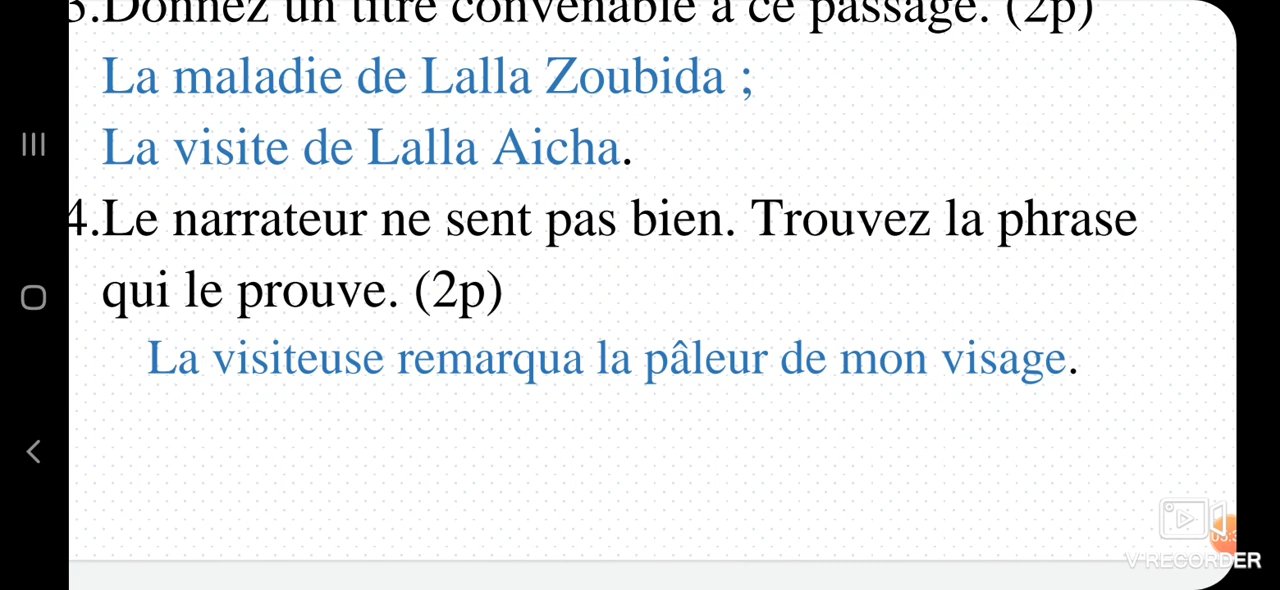 3.Donnez un titre convenable à ce passage. (2p)
La maladie de Lalla Zoubida ;
La visite de Lalla Aicha.
4.Le narrateur ne sent pas bien. Trouvez la phrase
qui le prouve. (2p)
La visiteuse remarqua la pâleur de mon visage.
V RECORDER